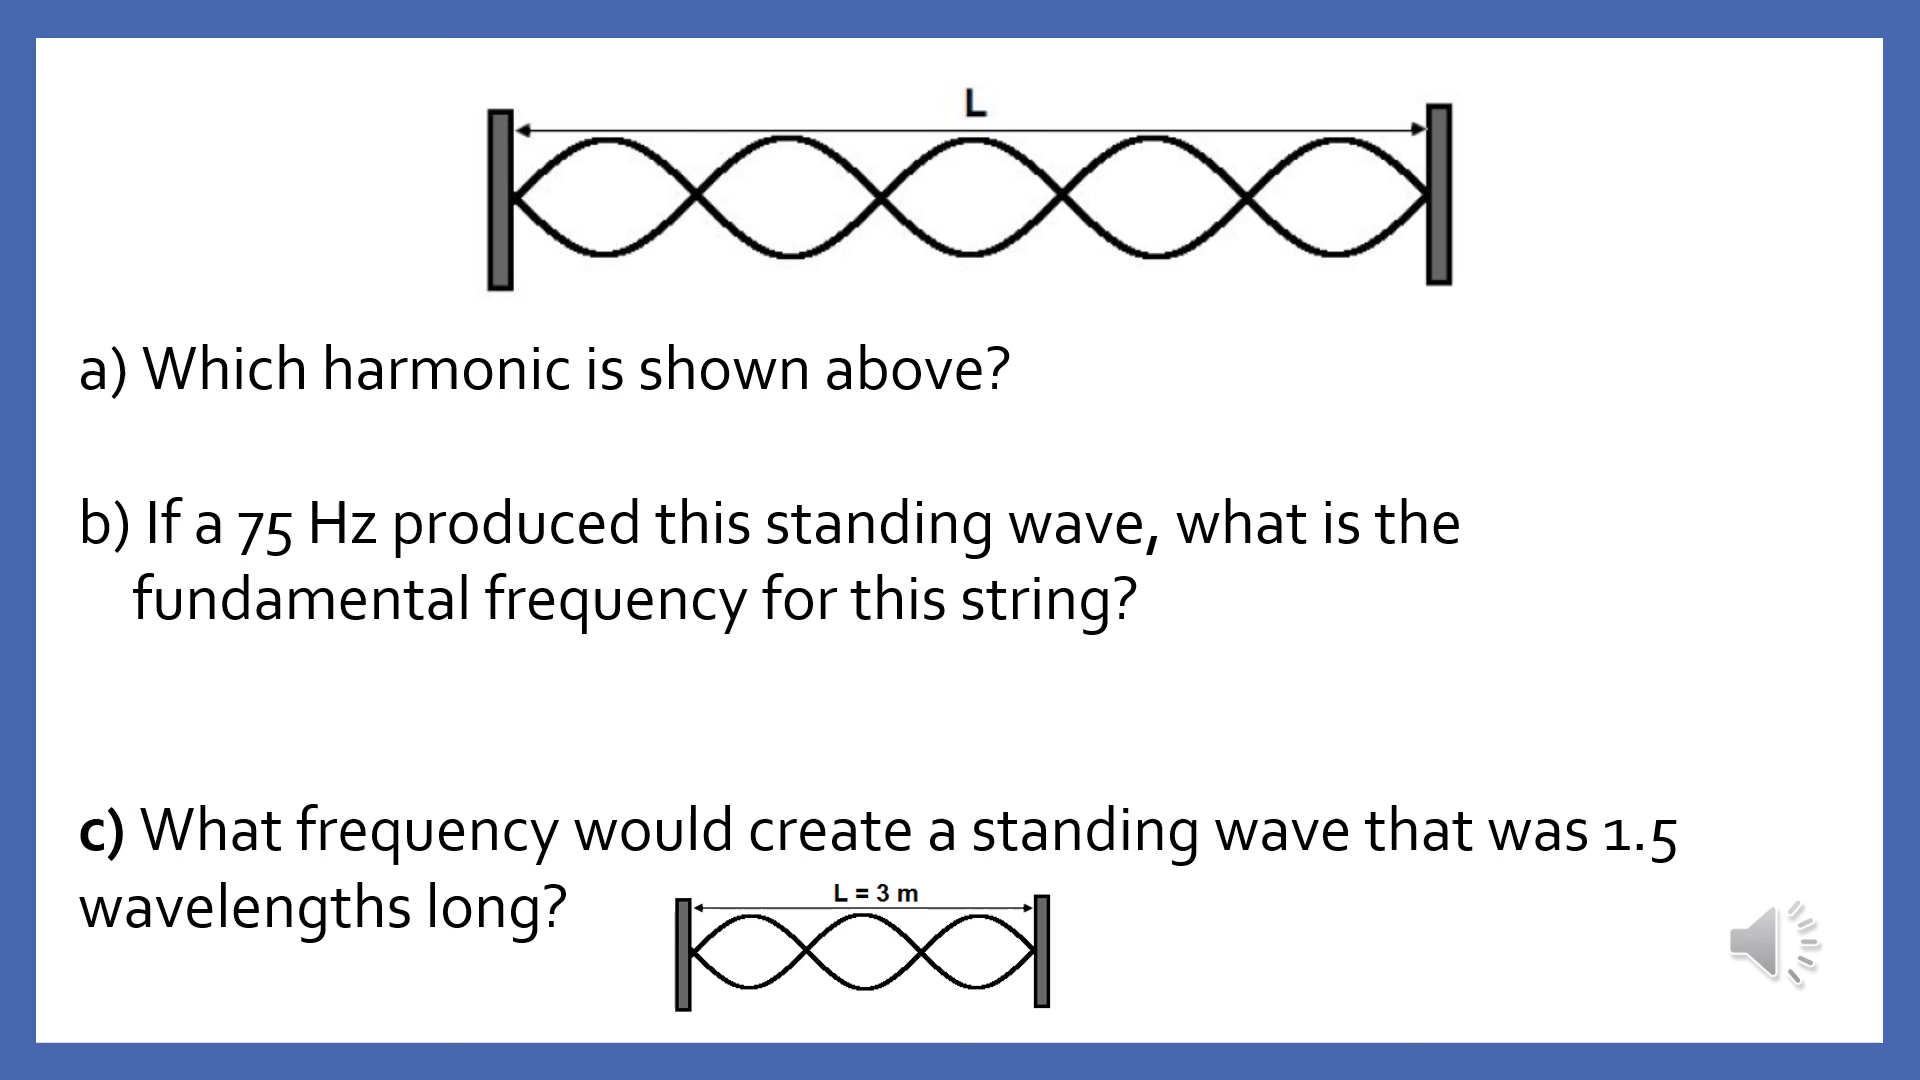 L
a) Which harmonic is shown above?
b) If a 75 Hz produced this standing wave, what is the
fundamental frequency for this string?
c) What frequency would create a standing wave that was 1.5
wavelengths long?
L = 3 m